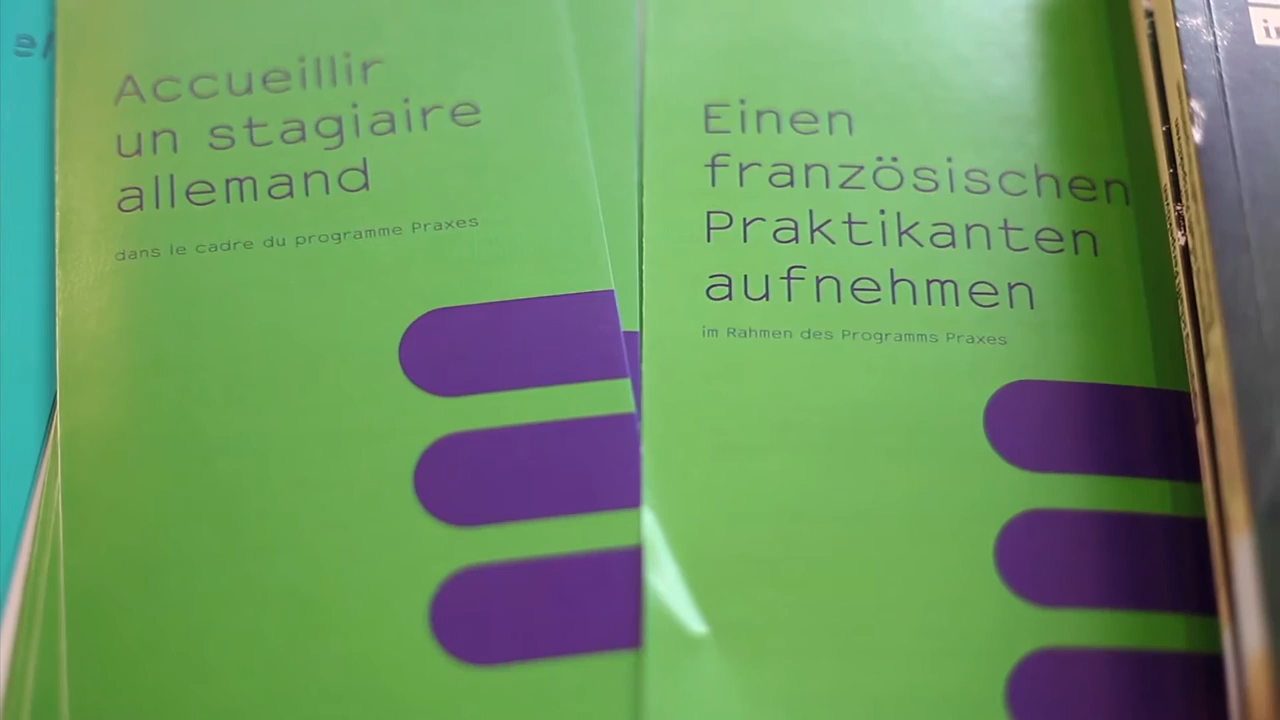 Accueillir
un stagiaire
allemand
dans le cadre du programme Praxes
Einen
französischen
Praktikanten
aufnehmen
im Rahmen des Programms Praxes